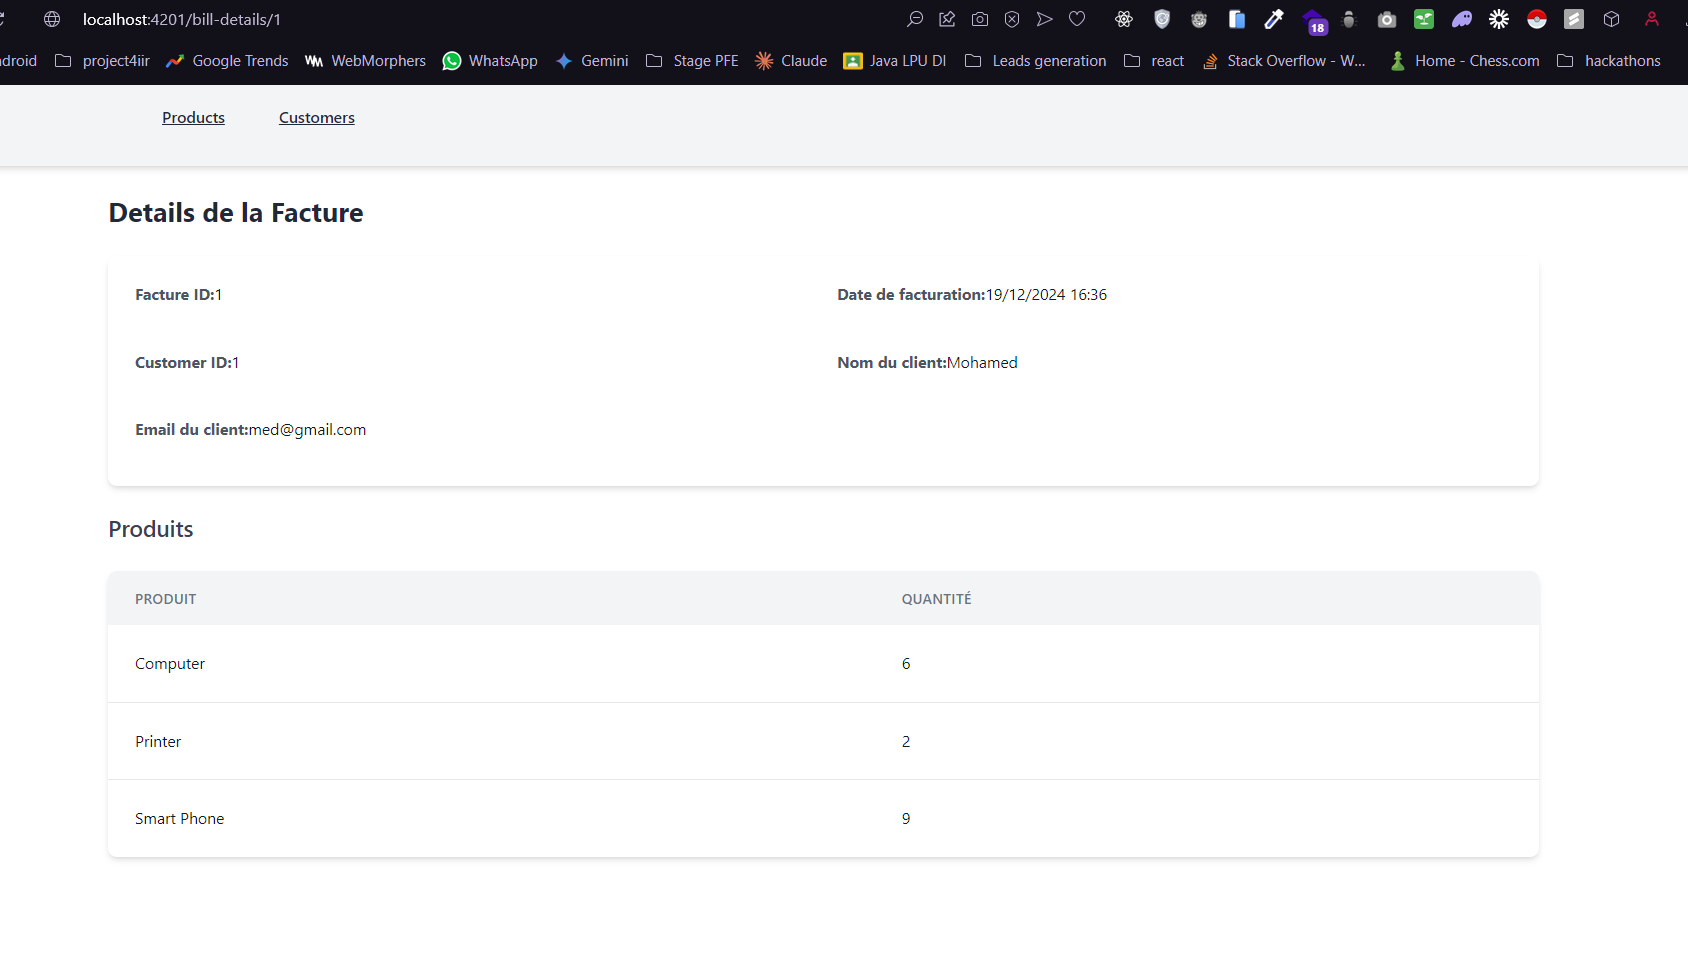 localhost:4201/bill-details/1
18
droid project4iir Google Trends WebMorphers WhatsApp Gemini Stage PFE Claude Java LPU DI Leads generation react Stack Overflow - W... Home - Chess.com hackathons
Products Customers
Details de la Facture
Facture ID:1 Date de facturation:19/12/2024 16:36
Customer ID:1 Nom du client:Mohamed
Email du client:med@gmail.com
Produits
PRODUIT QUANTITÉ
Computer 6
Printer 2
Smart Phone 9